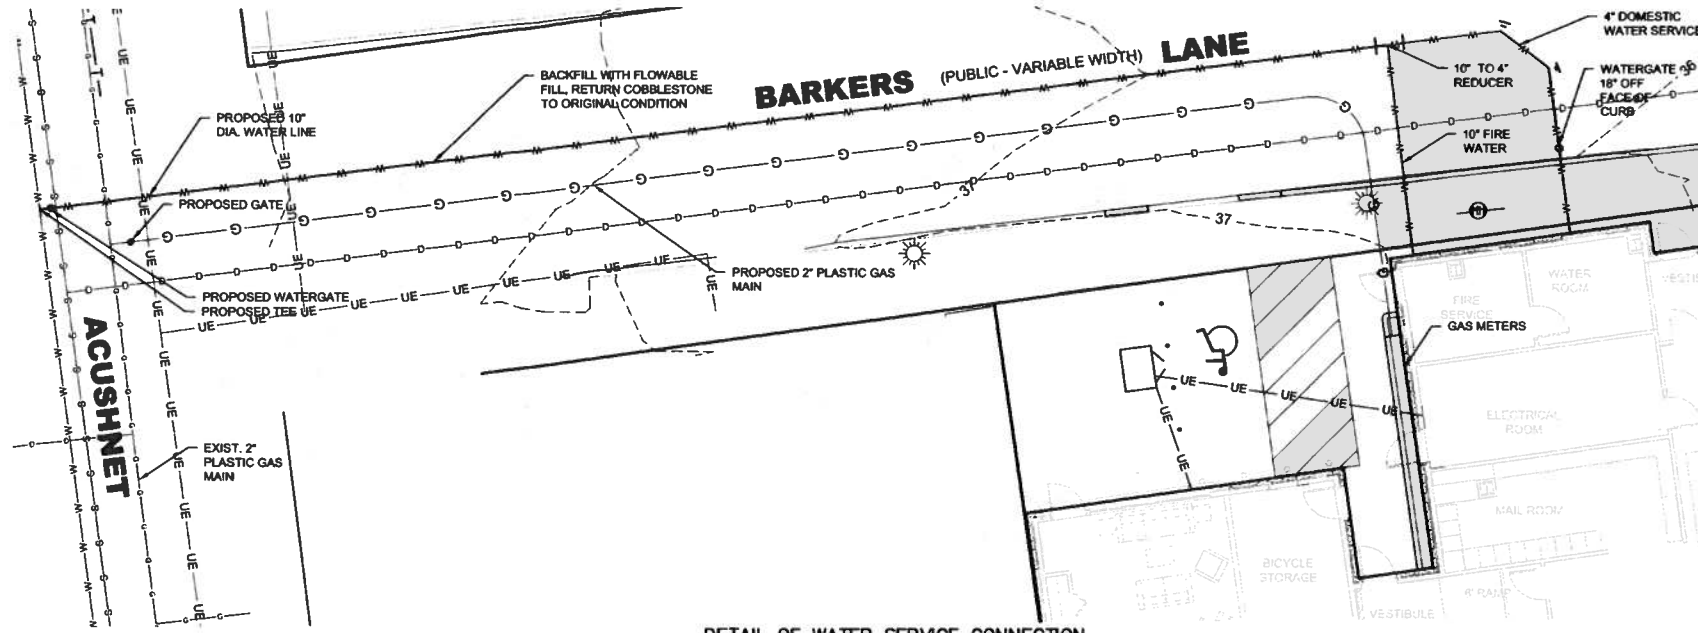 4" DOMESTIC
WATER SERVICE
BARKERS (PUBLIC - VARIABLE WIDTH) LANE
BACKFILL WITH FLOWABLE
FILL, RETURN COBBLESTONE
TO ORIGINAL CONDITION
10" TO 4"
REDUCER
WATERGATE
18" OFF
FACE OF
CURB
36
PROPOSED 10"
DIA. WATER LINE
10" FIRE
WATER
PROPOSED GATE
37
37
PROPOSED 2" PLASTIC GAS
MAIN
PROPOSED WATERGATE
PROPOSED TEE
WATER
ROOM
FIRE
SERVICE
GAS METERS
ACUSHNET
ELECTRICAL
ROOM
EXIST. 2"
PLASTIC GAS
MAIN
MAIL ROOM
BICYCLE
STORAGE
VESTIBULE
DETAIL OF WATER SERVICE CONNECTION